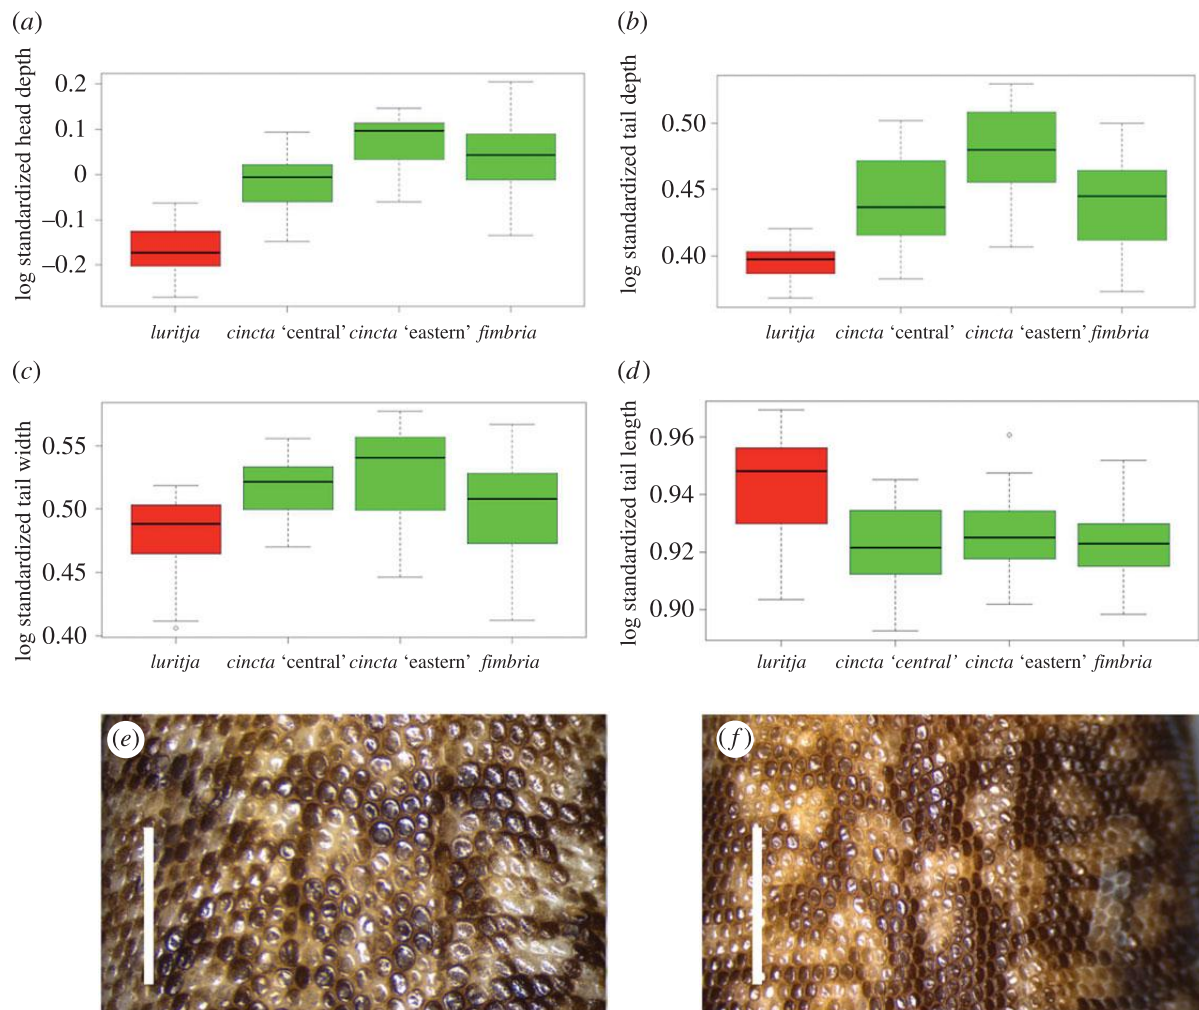 (a)
log standardized head depth
0.2
0.1
0
–0.1
–0.2
luritja cincta ‘central’ cincta ‘eastern’ fimbria
(b)
log standardized tail depth
0.50
0.45
0.40
luritja cincta ‘central’ cincta ‘eastern’ fimbria
(c)
log standardized tail width
0.55
0.50
0.45
0.40
luritja cincta ‘central’ cincta ‘eastern’ fimbria
(d)
log standardized tail length
0.96
0.94
0.92
0.90
luritja cincta ‘central’ cincta ‘eastern’ fimbria
(e)
(f)